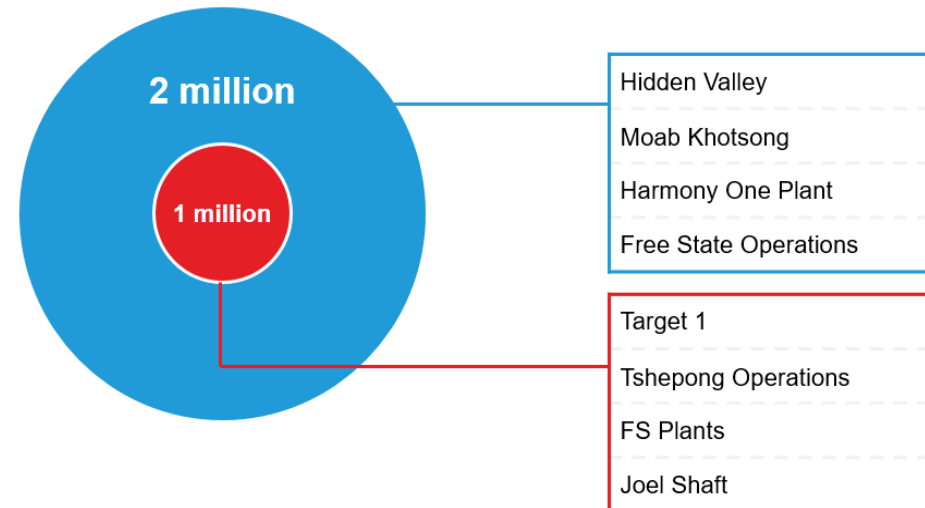 2 million
1 million
Hidden Valley
Moab Khotsong
Harmony One Plant
Free State Operations
Target 1
Tshepong Operations
FS Plants
Joel Shaft